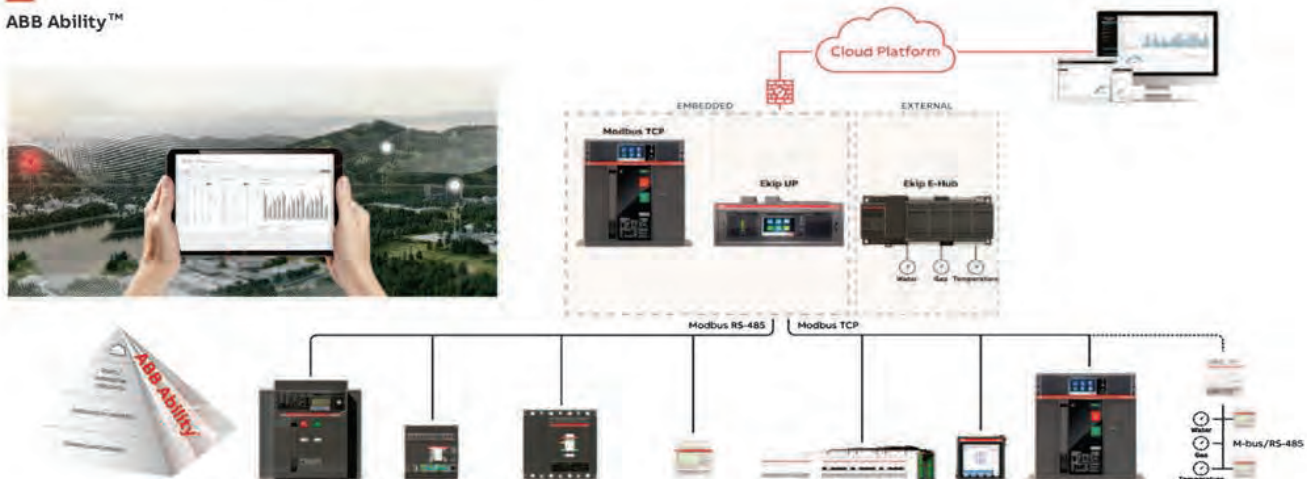 ABB Ability™
Cloud Platform
EMBEDDED
EXTERNAL
Modbus TCP
Ekip UP
Ekip E-Hub
Water
Gas
Temperature
Modbus RS-485
Modbus TCP
ABB Ability
Water
Gas
Temperature
M-bus/RS-485